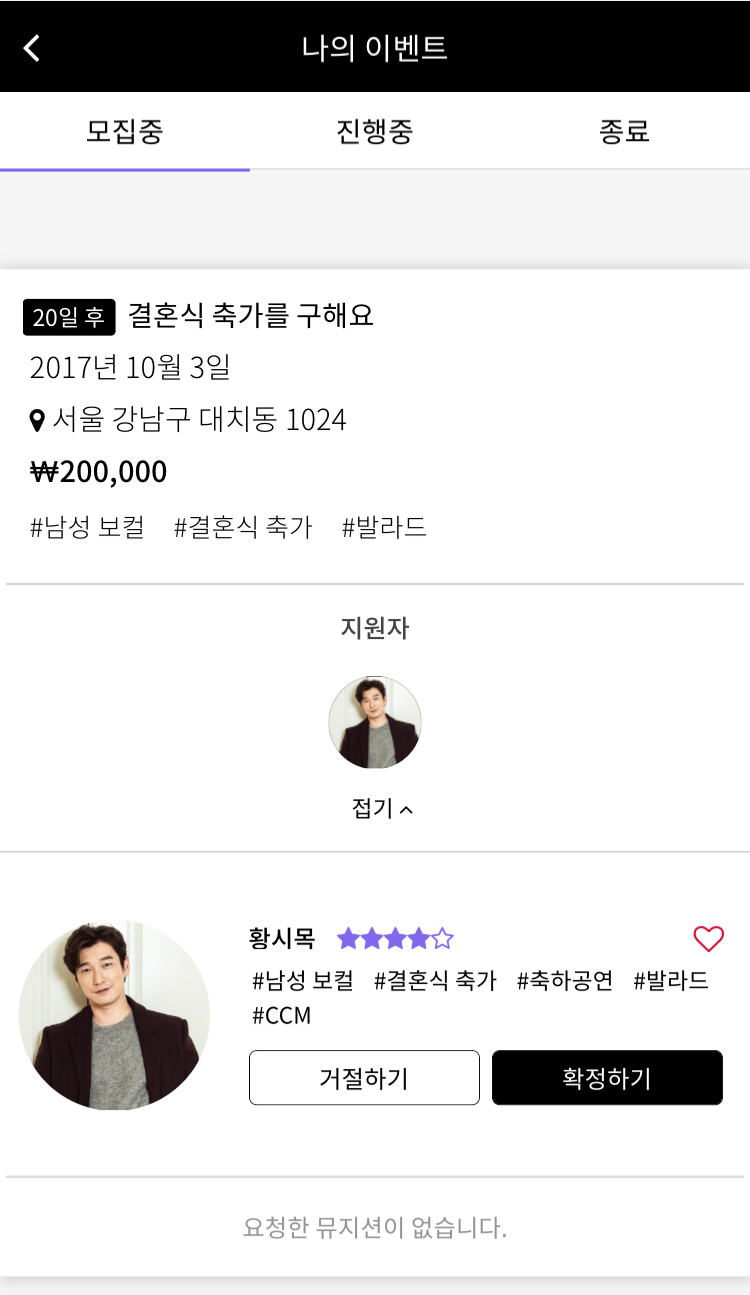 나의 이벤트
모집중 진행중 종료
20일 후 결혼식 축가를 구해요
2017년 10월 3일
서울 강남구 대치동 1024
₩200,000
#남성 보컬 #결혼식 축가 #발라드
지원자
접기
황시목
#남성 보컬 #결혼식 축가 #축하공연 #발라드
#CCM
거절하기 확정하기
요청한 뮤지션이 없습니다.